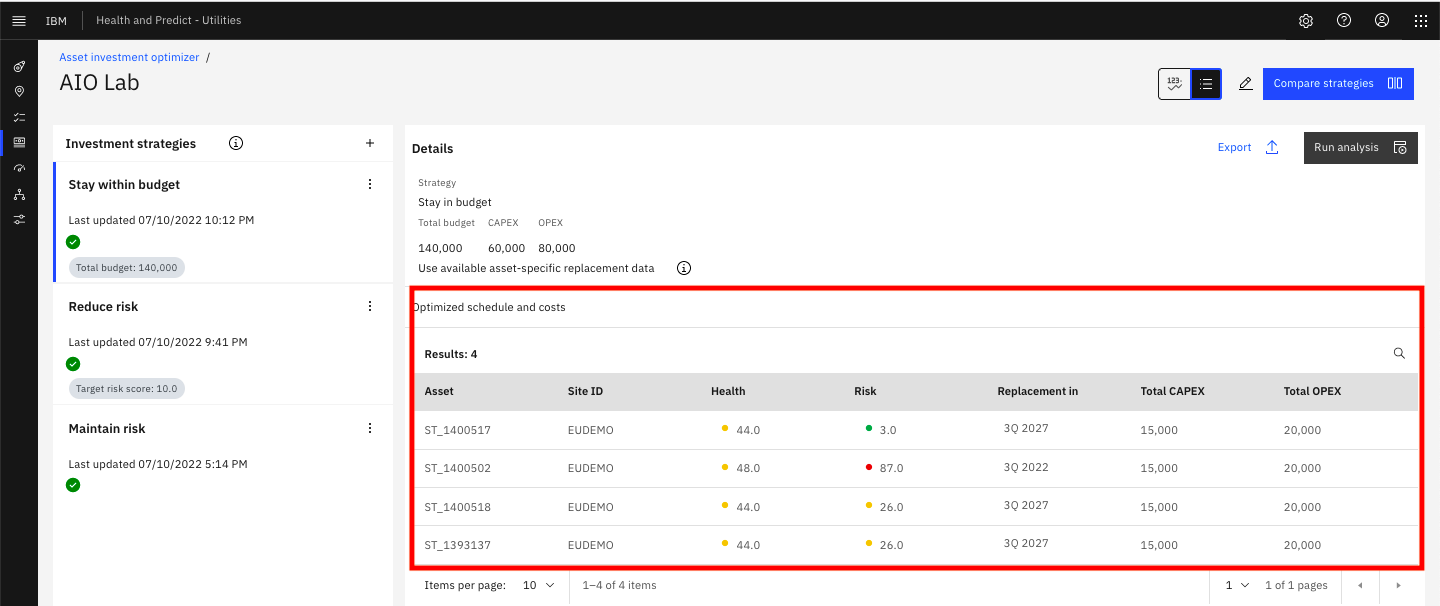 IBM Health and Predict - Utilities
Asset investment optimizer /
AIO Lab
123-
Compare strategies
Investment strategies
Stay within budget
Last updated 07/10/2022 10:12 PM
Total budget: 140,000
Reduce risk
Last updated 07/10/2022 9:41 PM
Target risk score: 10.0
Maintain risk
Last updated 07/10/2022 5:14 PM
Details
Export
Run analysis
Strategy
Stay in budget
Total budget CAPEX OPEX
140,000 60,000 80,000
Use available asset-specific replacement data
Optimized schedule and costs
Results: 4
Asset Site ID Health Risk Replacement in Total CAPEX Total OPEX
ST_1400517 EUDEMO 44.0 3.0 3Q 2027 15,000 20,000
ST_1400502 EUDEMO 48.0 87.0 3Q 2022 15,000 20,000
ST_1400518 EUDEMO 44.0 26.0 3Q 2027 15,000 20,000
ST_1393137 EUDEMO 44.0 26.0 3Q 2027 15,000 20,000
Items per page: 10 1–4 of 4 items 1 1 of 1 pages